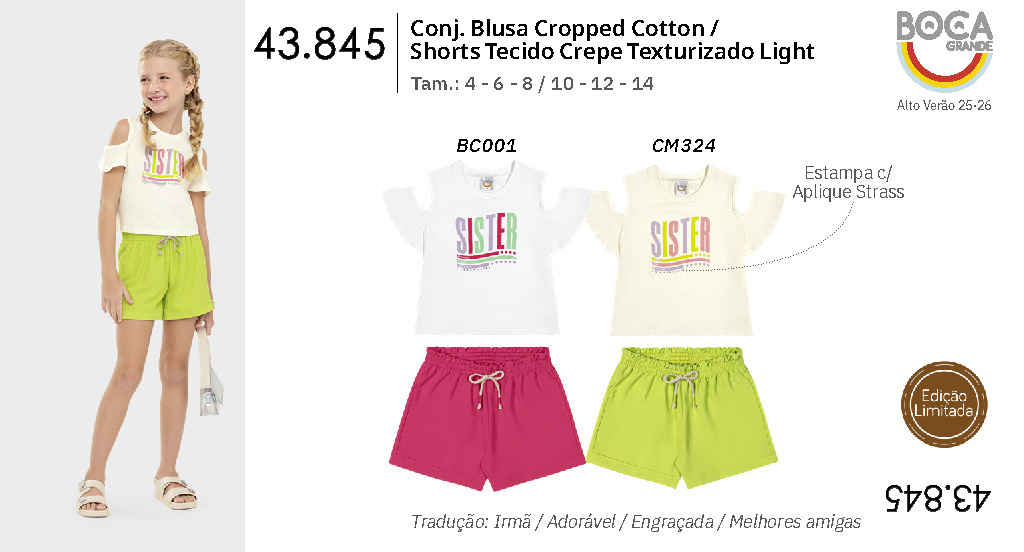 43.845
Conj. Blusa Cropped Cotton /
Shorts Tecido Crepe Texturizado Light
Tam.: 4 - 6 - 8 / 10 - 12 - 14
BOCA
GRANDE
Alto Verão 25-26
BC001
CM324
Estampa c/
Aplique Strass
SISTER
SISTER
SISTER
Edição
Limitada
43.845
Tradução: Irmã / Adorável / Engraçada / Melhores amigas